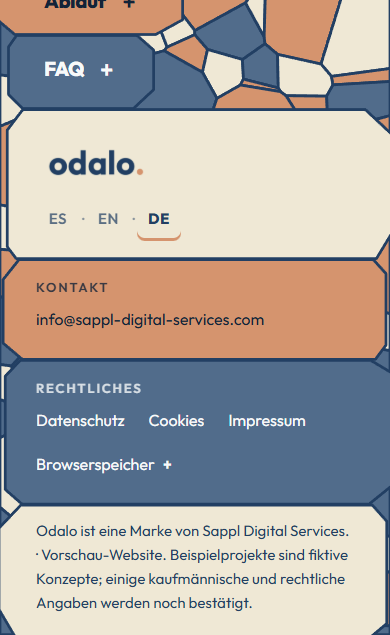 Ablauf +
FAQ +
odalo.
ES · EN · DE
KONTAKT
info@sappl-digital-services.com
RECHTLICHES
Datenschutz Cookies Impressum
Browserspeicher +
Odalo ist eine Marke von Sappl Digital Services.
· Vorschau-Website. Beispielprojekte sind fiktive
Konzepte; einige kaufmännische und rechtliche
Angaben werden noch bestätigt.